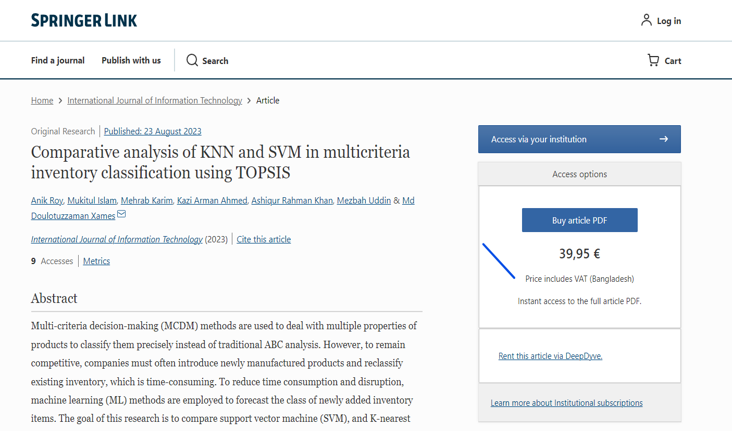 SPRINGER LINK
Log in
Find a journal Publish with us Search
Cart
Home > International Journal of Information Technology > Article
Original Research | Published: 23 August 2023
Comparative analysis of KNN and SVM in multicriteria
inventory classification using TOPSIS
Anik Roy, Mukitul Islam, Mehrab Karim, Kazi Arman Ahmed, Ashiqur Rahman Khan, Mezbah Uddin & Md
Doulotuzzaman Xames
International Journal of Information Technology (2023) | Cite this article
9 Accesses | Metrics
Abstract
Multi-criteria decision-making (MCDM) methods are used to deal with multiple properties of
products to classify them precisely instead of traditional ABC analysis. However, to remain
competitive, companies must often introduce newly manufactured products and reclassify
existing inventory, which is time-consuming. To reduce time consumption and disruption,
machine learning (ML) methods are employed to forecast the class of newly added inventory
items. The goal of this research is to compare support vector machine (SVM), and K-nearest
Access via your institution →
Access options
Buy article PDF
39,95 €
Price includes VAT (Bangladesh)
Instant access to the full article PDF.
Rent this article via DeepDyve.
Learn more about Institutional subscriptions